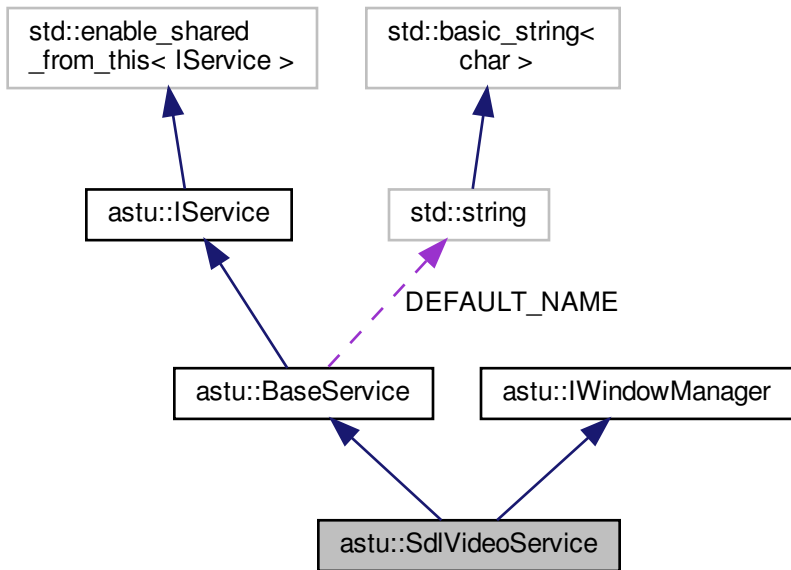 std::enable_shared
_from_this< IService >
std::basic_string<
char >
astu::IService
std::string
DEFAULT_NAME
astu::BaseService
astu::IWindowManager
astu::SdlVideoService